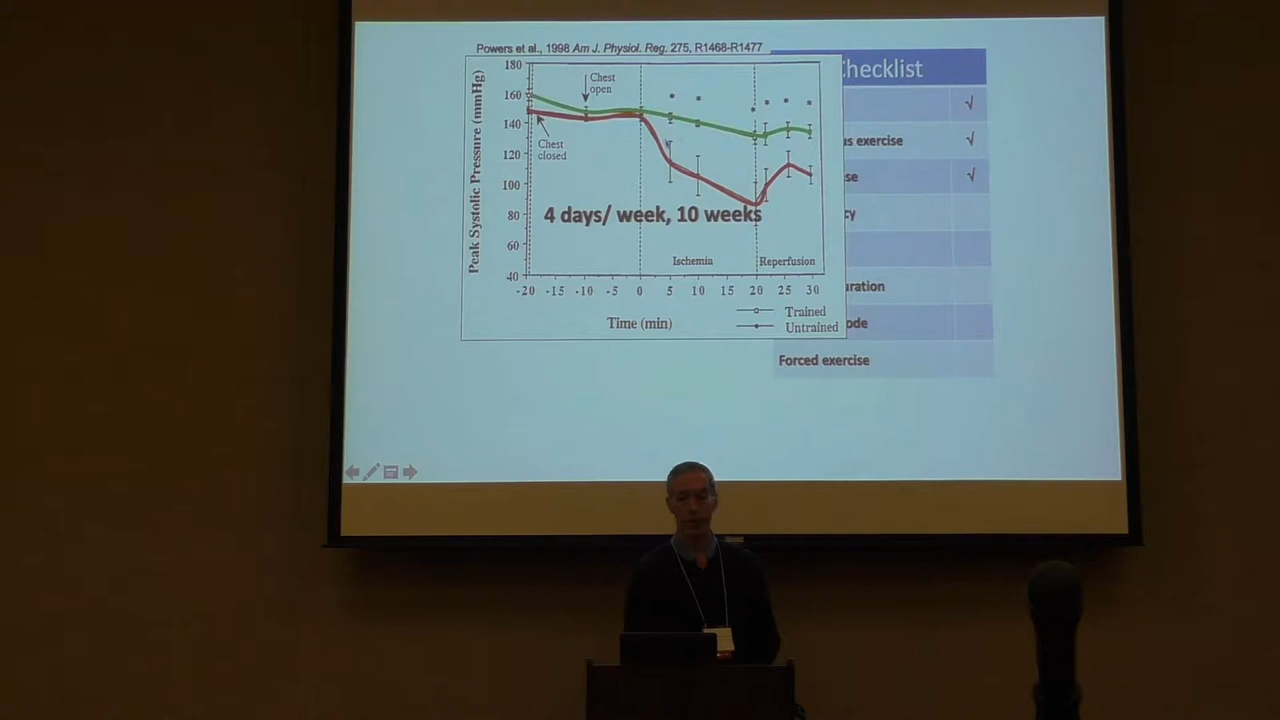 Powers et al., 1998 Am J. Physiol. Reg. 275, R1468-R1477
Peak Systolic Pressure (mmHg)
180
160
140
120
100
80
60
40
Chest
open
Chest
closed
4 days/ week, 10 weeks
Ischemia
Reperfusion
-20 -15 -10 -5 0 5 10 15 20 25 30
Time (min)
Trained
Untrained
Checklist
√
us exercise √
se √
cy
uration
ode
Forced exercise